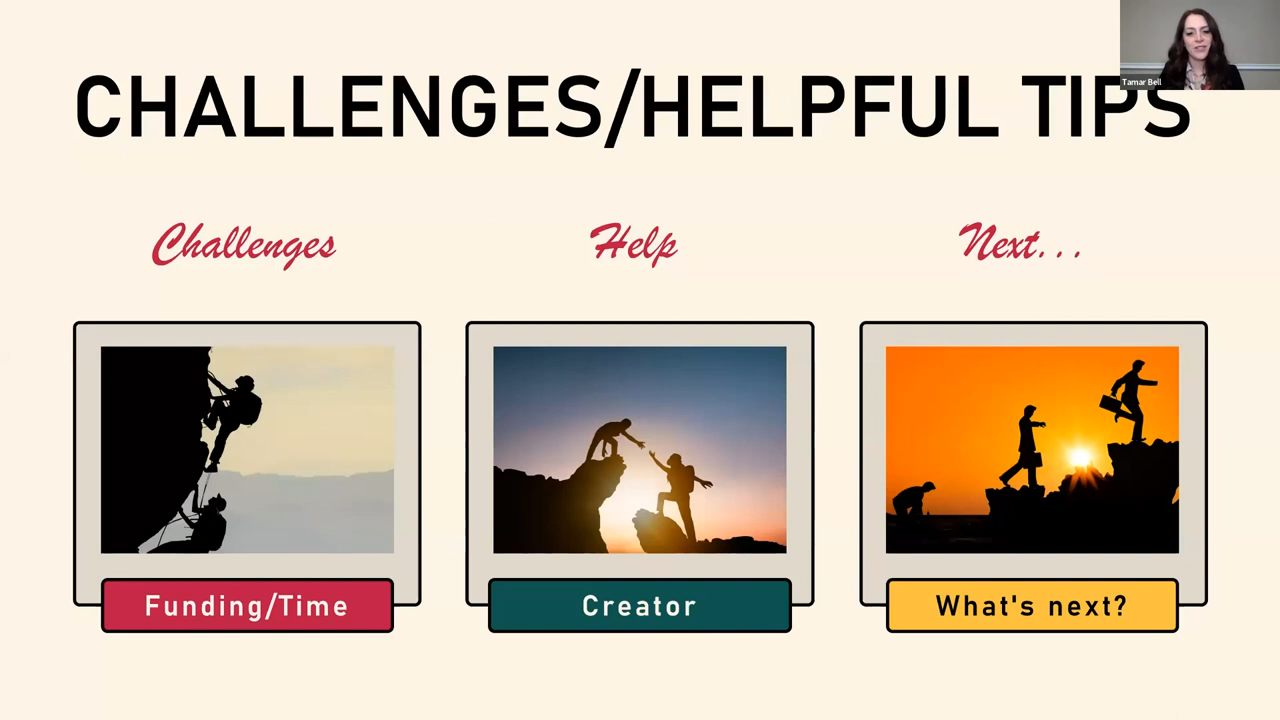 CHALLENGES/HELPFUL TIPS
Tamar Bell
Challenges
Help
Next...
Funding/Time
Creator
What's next?